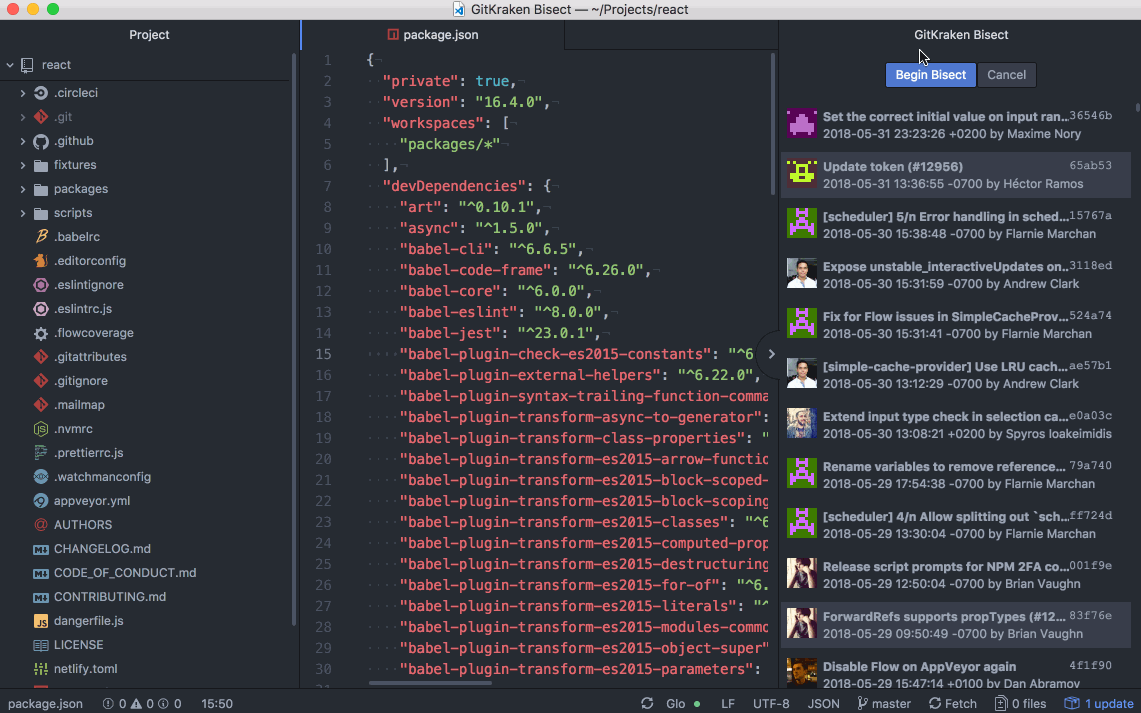 GitKraken Bisect — ~/Projects/react
Project
react
.circleci
.git
.github
fixtures
packages
scripts
.babelrc
.editorconfig
.eslintignore
.eslintrc.js
.flowcoverage
.gitattributes
.gitignore
.mailmap
.nvmrc
.prettierrc.js
.watchmanconfig
appveyor.yml
AUTHORS
CHANGELOG.md
CODE_OF_CONDUCT.md
CONTRIBUTING.md
dangerfile.js
LICENSE
netlify.toml
package.json
1 {
2 "private": true,
3 "version": "16.4.0",
4 "workspaces": [
5 "packages/*"
6 ],
7 "devDependencies": {
8 "art": "^0.10.1",
9 "async": "^1.5.0",
10 "babel-cli": "^6.6.5",
11 "babel-code-frame": "^6.26.0",
12 "babel-core": "^6.0.0",
13 "babel-eslint": "^8.0.0",
14 "babel-jest": "^23.0.1",
15 "babel-plugin-check-es2015-constants": "^6
16 "babel-plugin-external-helpers": "^6.22.0",
17 "babel-plugin-syntax-trailing-function-comma
18 "babel-plugin-transform-async-to-generator":
19 "babel-plugin-transform-class-properties": "
20 "babel-plugin-transform-es2015-arrow-functio
21 "babel-plugin-transform-es2015-block-scoped-
22 "babel-plugin-transform-es2015-block-scoping
23 "babel-plugin-transform-es2015-classes": "^6
24 "babel-plugin-transform-es2015-computed-prop
25 "babel-plugin-transform-es2015-destructuring
26 "babel-plugin-transform-es2015-for-of": "^6.
27 "babel-plugin-transform-es2015-literals": "^
28 "babel-plugin-transform-es2015-modules-commo
29 "babel-plugin-transform-es2015-object-super"
30 "babel-plugin-transform-es2015-parameters":
GitKraken Bisect
Begin Bisect Cancel
Set the correct initial value on input ran... 36546b
2018-05-31 23:23:26 +0200 by Maxime Nory
Update token (#12956) 65ab53
2018-05-31 13:36:55 -0700 by Héctor Ramos
[scheduler] 5/n Error handling in sched... 15767a
2018-05-30 15:38:48 -0700 by Flarnie Marchan
Expose unstable_interactiveUpdates on... 3118ed
2018-05-30 15:31:59 -0700 by Andrew Clark
Fix for Flow issues in SimpleCacheProv... 524a74
2018-05-30 15:31:41 -0700 by Flarnie Marchan
[simple-cache-provider] Use LRU cach... ae57b1
2018-05-30 13:12:29 -0700 by Andrew Clark
Extend input type check in selection ca... e0a03c
2018-05-30 13:08:21 +0200 by Spyros Ioakeimidis
Rename variables to remove reference... 79a740
2018-05-29 17:54:38 -0700 by Flarnie Marchan
[scheduler] 4/n Allow splitting out `sch... ff724d
2018-05-29 13:30:04 -0700 by Flarnie Marchan
Release script prompts for NPM 2FA co... 001f9e
2018-05-29 12:50:04 -0700 by Brian Vaughn
ForwardRefs supports propTypes (#12... 83f76e
2018-05-29 09:50:49 -0700 by Brian Vaughn
Disable Flow on AppVeyor again 4f1f90
2018-05-29 15:47:14 +0100 by Dan Abramov
package.json 0 0 0 15:50 Glo LF UTF-8 JSON master Fetch 0 files 1 update